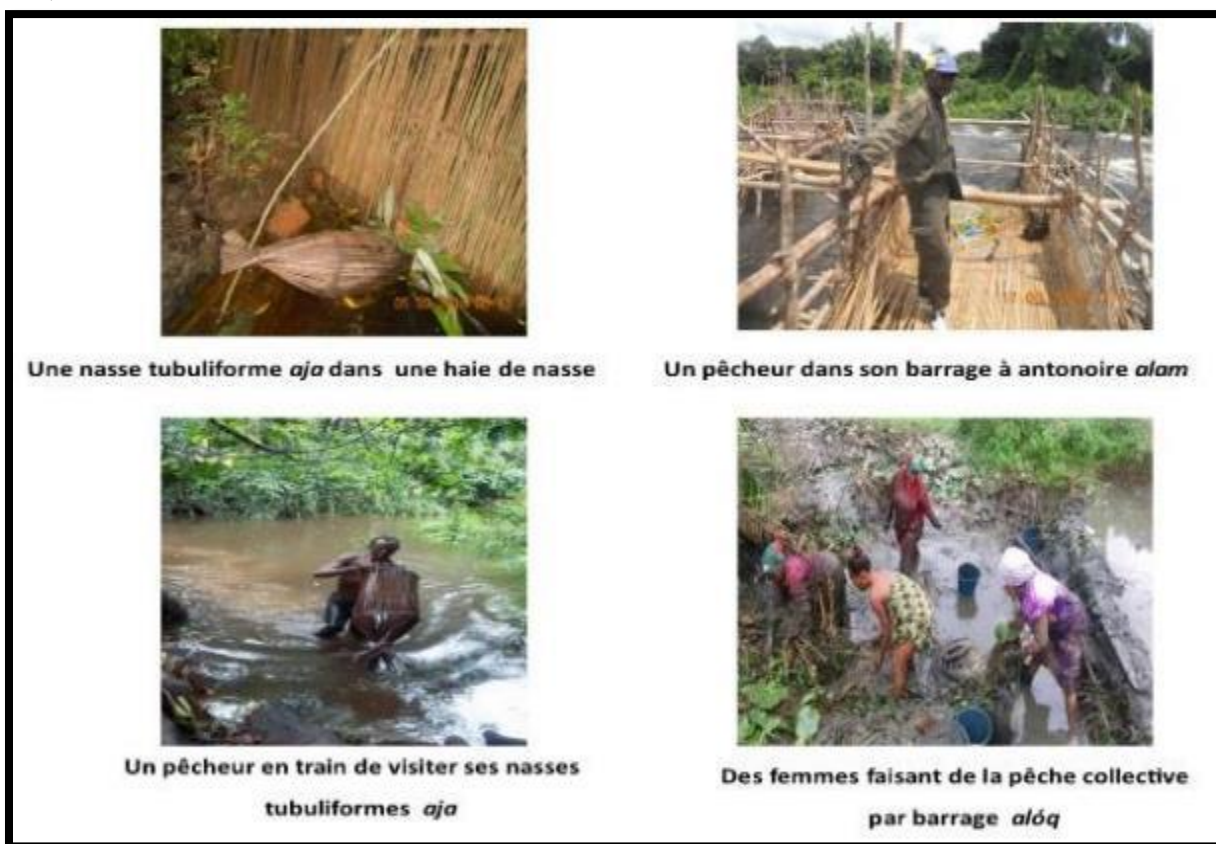 Une nasse tubuliforme aja dans une haie de nasse
Un pêcheur dans son barrage à antonoire alam
Un pêcheur en train de visiter ses nasses
tubuliformes aja
Des femmes faisant de la pêche collective
par barrage alóq